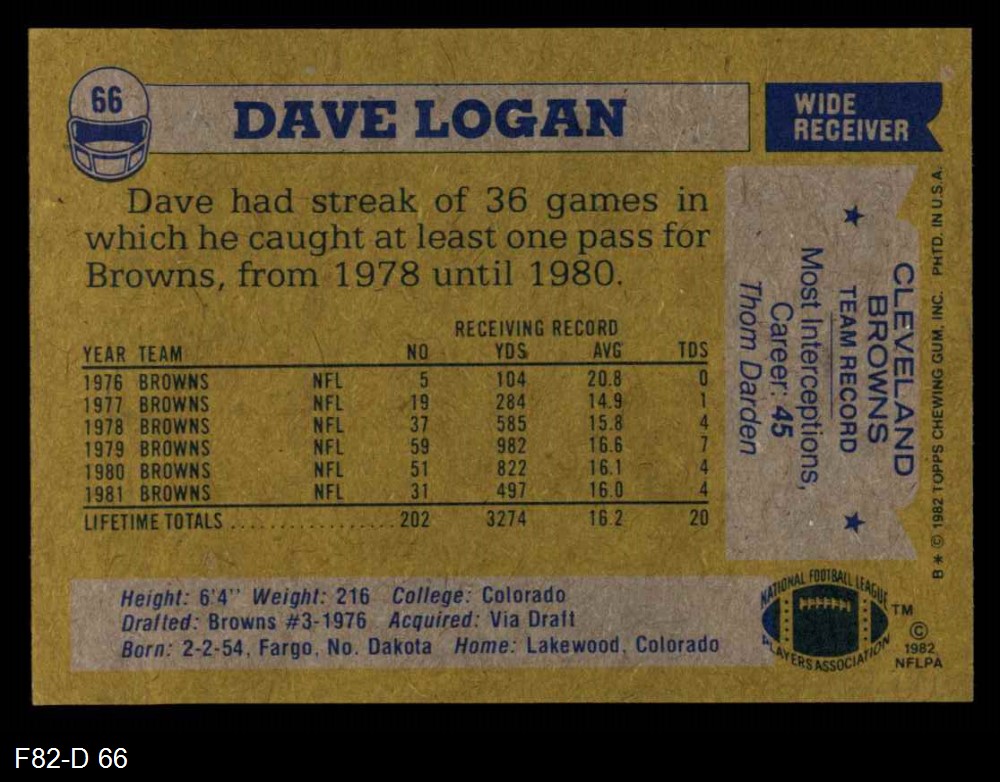 66
DAVE LOGAN
WIDE
RECEIVER
Dave had streak of 36 games in
which he caught at least one pass for
Browns, from 1978 until 1980.
RECEIVING RECORD
YEAR TEAM NO YDS AVG TDS
1976 BROWNS NFL 5 104 20.8 0
1977 BROWNS NFL 19 284 14.9 1
1978 BROWNS NFL 37 585 15.8 4
1979 BROWNS NFL 59 982 16.6 7
1980 BROWNS NFL 51 822 16.1 4
1981 BROWNS NFL 31 497 16.0 4
LIFETIME TOTALS ................ 202 3274 16.2 20
CLEVELAND
BROWNS
TEAM RECORD
Most Interceptions,
Career: 45
Thom Darden
B * © 1982 TOPPS CHEWING GUM, INC. PRTD. IN U.S.A.
Height: 6'4" Weight: 216 College: Colorado
Drafted: Browns #3-1976 Acquired: Via Draft
Born: 2-2-54, Fargo, No. Dakota Home: Lakewood, Colorado
NATIONAL FOOTBALL LEAGUE
PLAYERS ASSOCIATION
TM
©
1982
NFLPA
F82-D 66